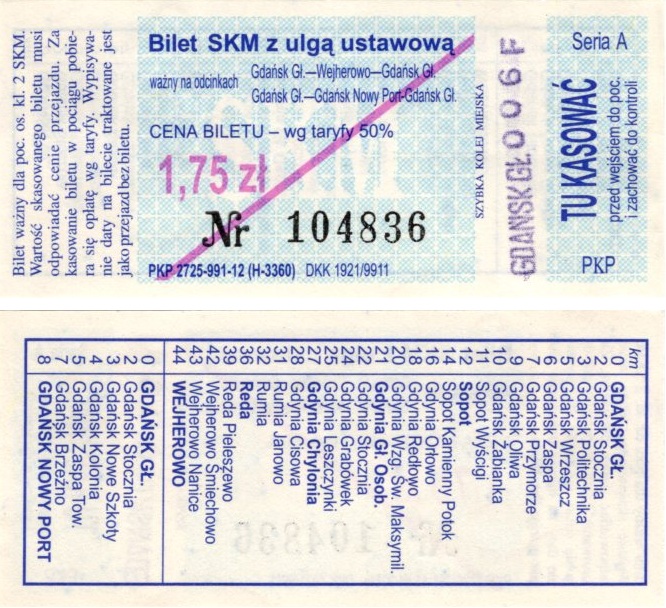 Bilet ważny dla poc. os. kl. 2 SKM.
Wartość skasowanego biletu musi
odpowiadać cenie przejazdu. Za
kasowanie biletu w pociągu pobie-
ra się opłatę wg taryfy. Wypisywa-
nie daty na bilecie traktowane jest
jako przejazd bez biletu.
Bilet SKM z ulgą ustawową
ważny na odcinkach
Gdańsk Gł.—Wejherowo—Gdańsk Gł.
Gdańsk Gł.—Gdańsk Nowy Port-Gdańsk Gł.
CENA BILETU – wg taryfy 50%
1,75 zł
Nr 104836
PKP 2725-991-12 (H-3360) DKK 1921/9911
SZYBKA KOLEJ MIEJSKA
GDAŃSK GŁ 006F
Seria A
TU KASOWAĆ
przed wejściem do poc.
i zachować do kontroli
PKP
km
0 GDAŃSK GŁ.
2 Gdańsk Stocznia
3 Gdańsk Politechnika
5 Gdańsk Wrzeszcz
6 Gdańsk Zaspa
7 Gdańsk Przymorze
9 Gdańsk Oliwa
10 Gdańsk Żabianka
11 Sopot Wyścigi
12 Sopot
14 Sopot Kamienny Potok
16 Gdynia Orłowo
18 Gdynia Redłowo
20 Gdynia Wzg. Św. Maksymil.
21 Gdynia Gł. Osob.
22 Gdynia Stocznia
24 Gdynia Grabówek
25 Gdynia Leszczynki
27 Gdynia Chylonia
28 Gdynia Cisowa
31 Rumia Janowo
32 Rumia
36 Reda
39 Reda Pieleszewo
42 Wejherowo Śmiechowo
43 Wejherowo Nanice
44 WEJHEROWO
0 GDAŃSK GŁ.
2 Gdańsk Stocznia
3 Gdańsk Nowe Szkoty
4 Gdańsk Kolonia
5 Gdańsk Zaspa Tow.
7 Gdańsk Brzeźno
8 GDAŃSK NOWY PORT